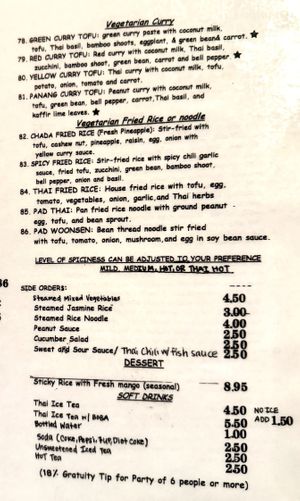 Vegetarian Curry
78. GREEN CURRY TOFU: green curry paste with coconut milk,
tofu, Thai basil, bamboo shoots, eggplant, & green bean& carrot. ★
79. RED CURRY TOFU: Red curry with coconut milk, Thai basil,
zucchini, bamboo shoot, green bean, carrot and bell pepper ★
80. YELLOW CURRY TOFU: Thai curry with coconut milk, tofu,
potato, onion, tomato and carrot.
81. PANANG CURRY TOFU: Peanut curry with coconut milk,
tofu, green bean, bell pepper, carrot,Thai basil, and
kaffir lime leaves. ★
Vegetarian Fried Rice or noodle
82. CHADA FRIED RICE (Fresh Pineapple): Stir-fried with
tofu, cashew nut, pineapple, raisin, egg, onion with
yellow curry sauce.
83. SPICY FRIED RICE: Stir-fried rice with spicy chili garlic
sauce, fried tofu, zucchini, green bean, bamboo shoot,
bell pepper, onion and basil.
84. THAI FRIED RICE: House fried rice with tofu, egg,
tomato, vegetables, onion, garlic,and Thai herbs
85. PAD THAI: Pan fried rice noodle with ground peanut -
egg, tofu, and bean sprout.
86. PAD WOONSEN: Bean thread noodle stir fried
with tofu, tomato, onion, mushroom,and egg in soy bean sauce.
LEVEL OF SPICINESS CAN BE ADJUSTED TO YOUR PREFERENCE
MILD, MEDIUM, HOT, OR THAI HOT
SIDE ORDERS:
Steamed Mixed Vegetables 4.50
Steamed Jasmine Rice 3.00
Steamed Rice Noodle 4.00
Peanut Sauce 2.50
Cucumber Salad 2.50
Sweet and Sour Sauce/ Thai Chili w/ fish sauce 2.50
DESSERT
Sticky Rice with Fresh mango (seasonal) 8.95
SOFT DRINKS
Thai Ice Tea 4.50 NO ICE
Thai Ice Tea w/ BOBA 5.50 ADD 1.50
Bottled Water 1.00
Soda (Coke, Pepsi, 7up, Diet Coke) 2.50
Unsweetened Iced Tea 2.50
HOT Tea 2.50
(18% Gratuity Tip for Party of 6 people or more)